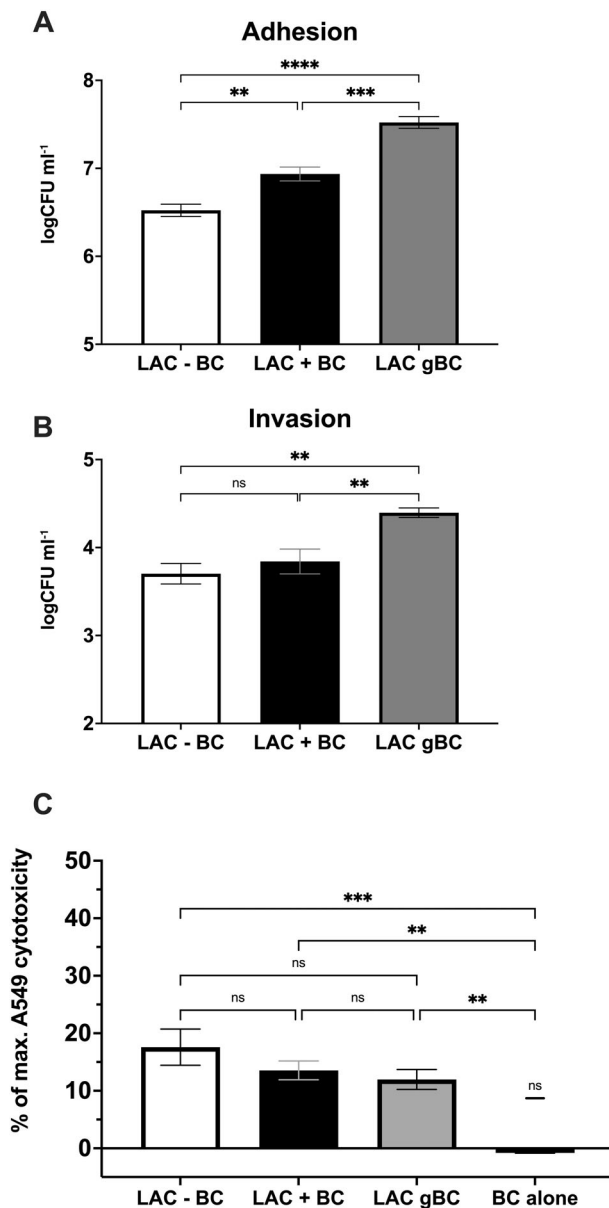 A
Adhesion
****
** ***
8
7
6
5
logCFU ml⁻¹
LAC - BC LAC + BC LAC gBC
B
Invasion
**
ns **
5
4
3
2
logCFU ml⁻¹
LAC - BC LAC + BC LAC gBC
C
% of max. A549 cytotoxicity
50
40
30
20
10
0
***
**
ns
ns ns **
ns
LAC - BC LAC + BC LAC gBC BC alone